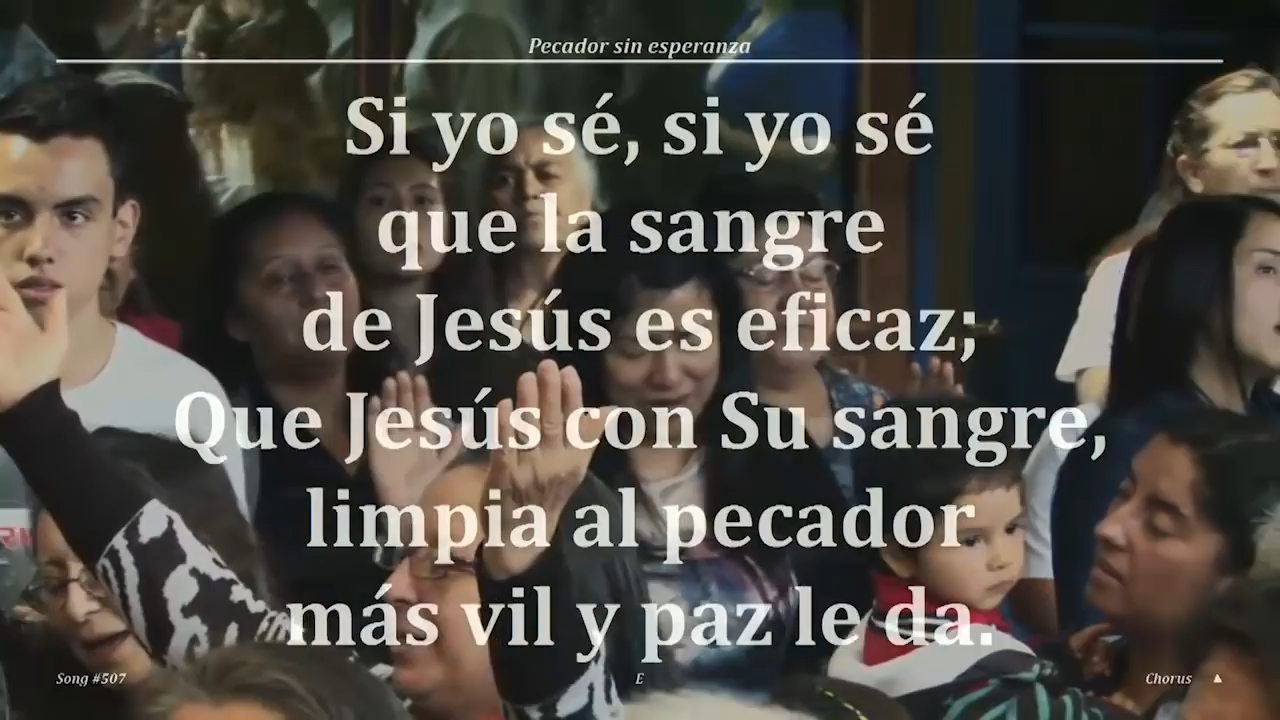 Pecador sin esperanza
Si yo sé, si yo sé
que la sangre
de Jesús es eficaz;
Que Jesús con Su sangre,
limpia al pecador
más vil y paz le da.
Song #507
E
Chorus ▲